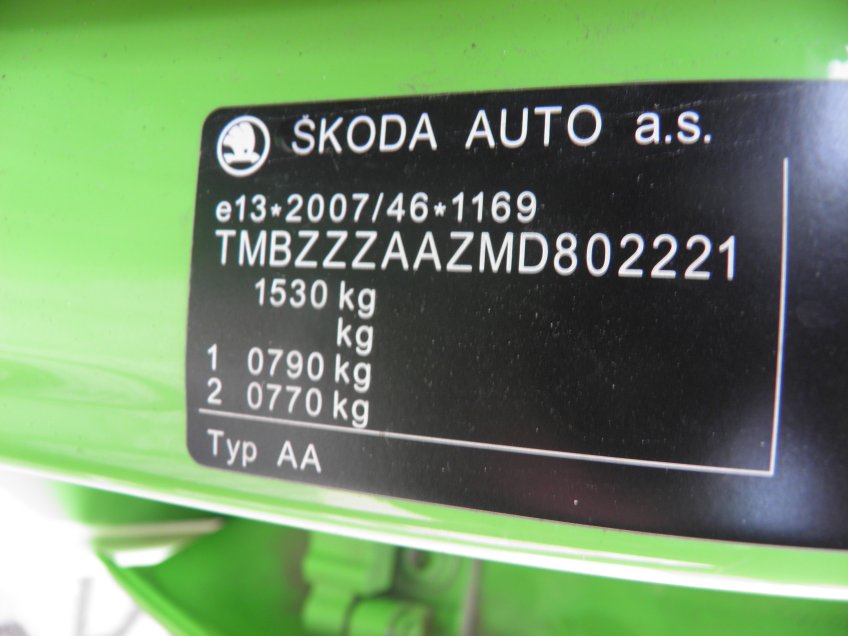 ŠKODA AUTO a.s.
e13*2007/46*1169
TMBZZZAAZMD802221
1530 kg
kg
1 0790 kg
2 0770 kg
Typ AA